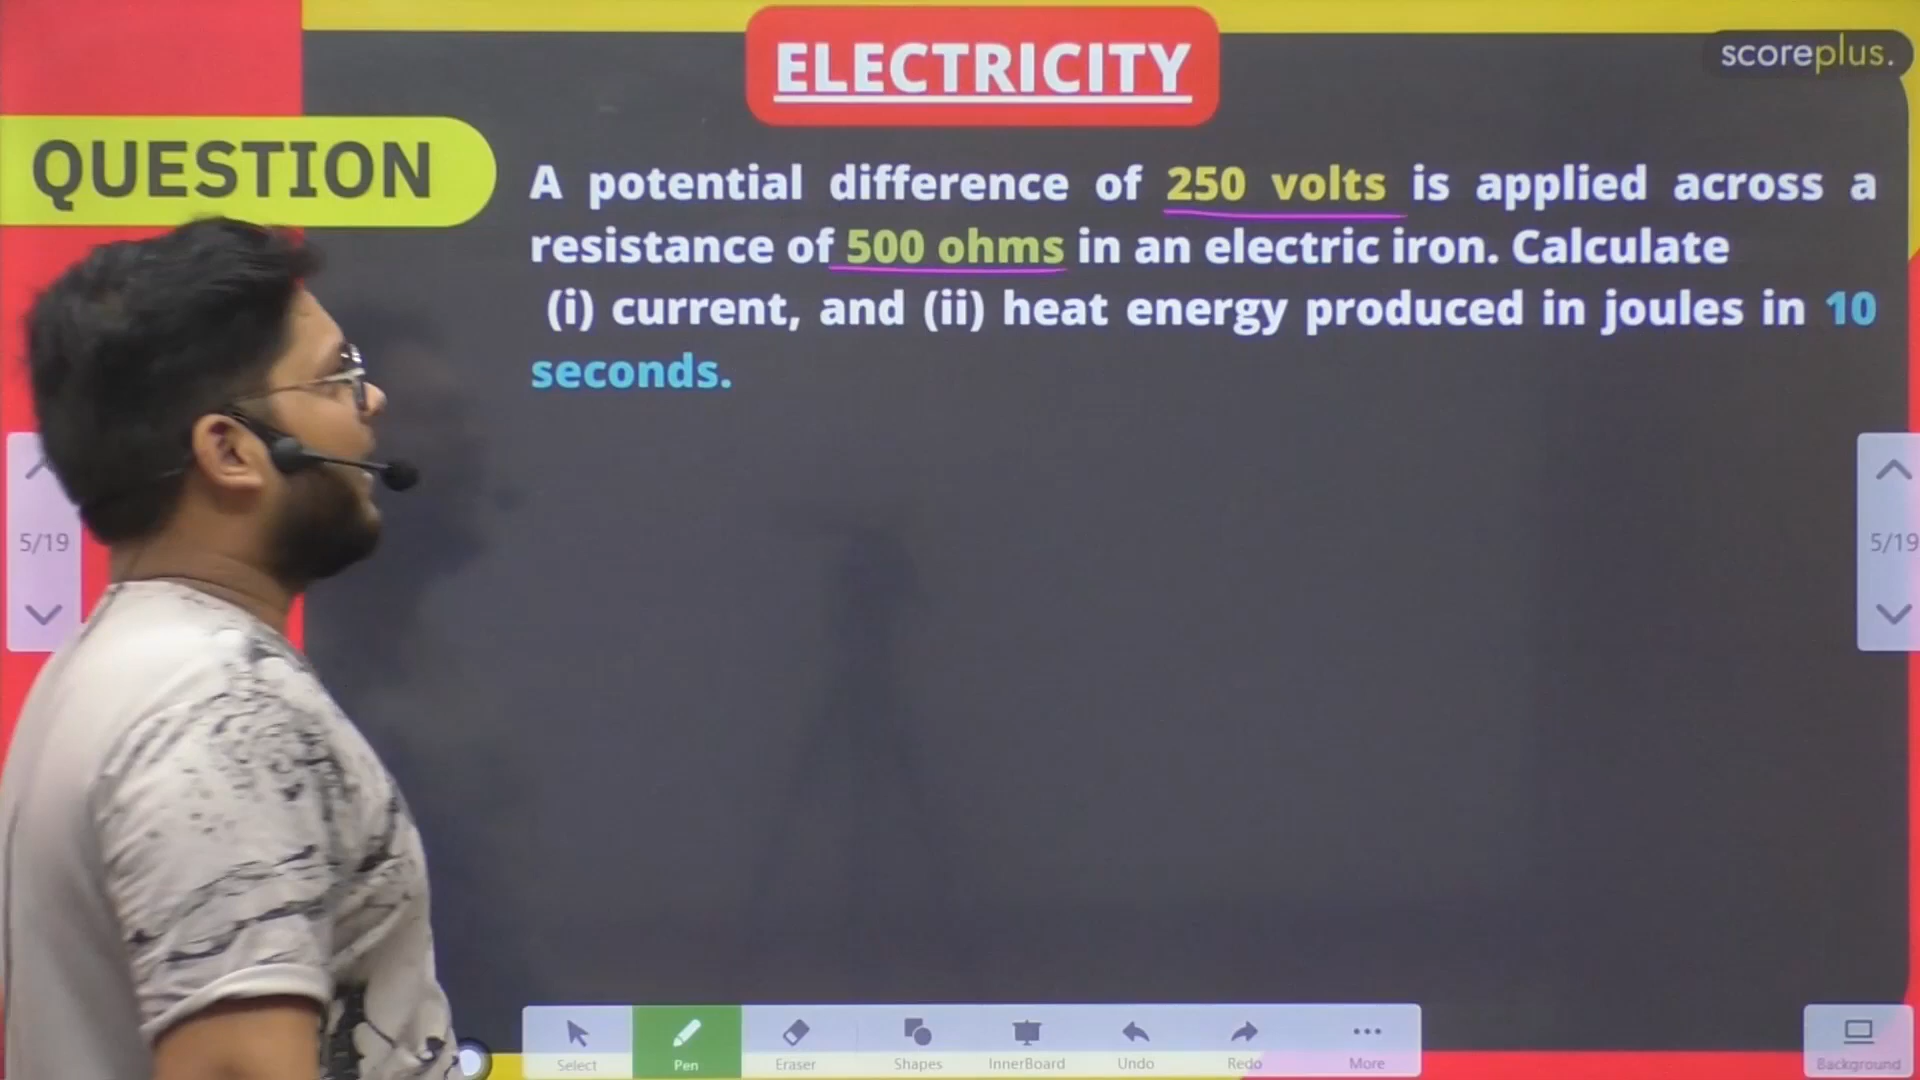 ELECTRICITY
scoreplus.
QUESTION
A potential difference of 250 volts is applied across a
resistance of 500 ohms in an electric iron. Calculate
(i) current, and (ii) heat energy produced in joules in 10
seconds.
5/19
5/19
Select
Pen
Eraser
Shapes
InnerBoard
Undo
Redo
More
Background